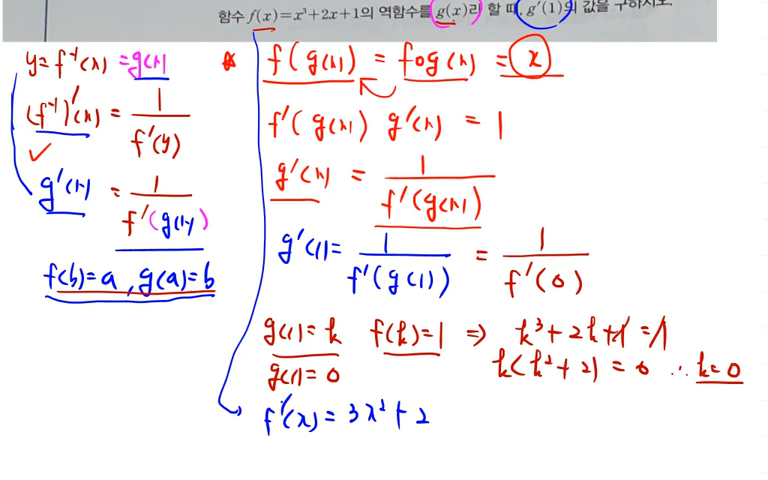 함수 f(x)=x³+2x+1의 역함수를 g(x)라 할 때, g′(1)의 값을 구하시오.
y=f⁻¹(x)=g(x)
(f⁻¹)′(x)=1/f′(y)
g′(x)=1/f′(g(x))
f(b)=a, g(a)=b
f(g(x))=f∘g(x)=x
f′(g(x)) g′(x)=1
g′(x)=1/f′(g(x))
g′(1)=1/f′(g(1))=1/f′(0)
g(1)=k f(k)=1 ⇒ k³+2k+1=1
g(1)=0 k(k²+2)=0 ∴k=0
f′(x)=3x²+2